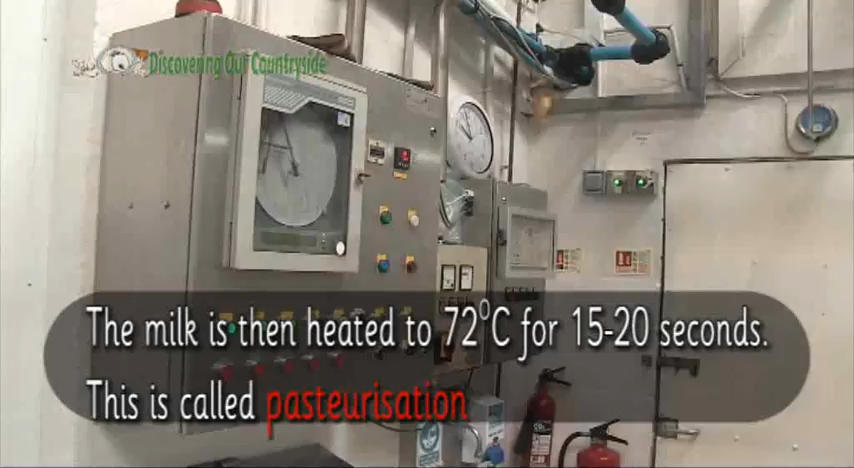 Discovering Our Countryside
The milk is then heated to 72°C for 15-20 seconds.
This is called pasteurisation